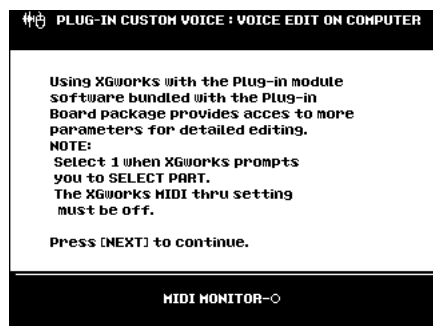 PLUG-IN CUSTOM VOICE : VOICE EDIT ON COMPUTER
Using XGworks with the Plug-in module
software bundled with the Plug-in
Board package provides acces to more
parameters for detailed editing.
NOTE:
Select 1 when XGworks prompts
you to SELECT PART.
The XGworks MIDI thru setting
must be off.
Press [NEXT] to continue.
MIDI MONITOR-○